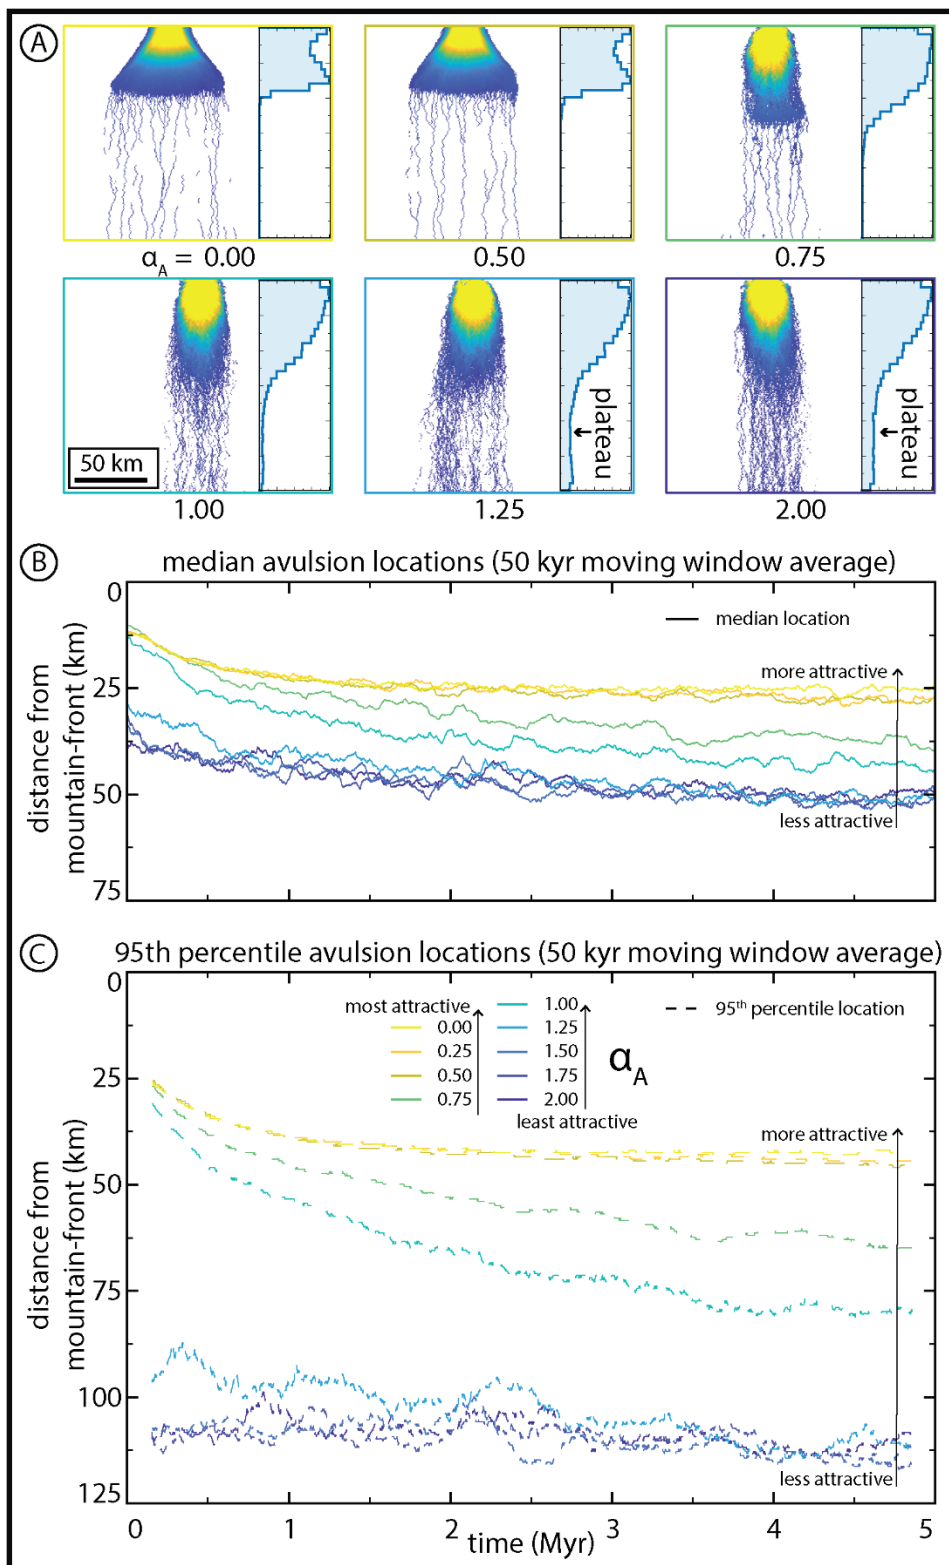 A
α_A = 0.00
0.50
0.75
50 km
plateau
plateau
1.00
1.25
2.00
B
median avulsion locations (50 kyr moving window average)
0
25
50
75
distance from
mountain-front (km)
median location
more attractive
less attractive
C
95th percentile avulsion locations (50 kyr moving window average)
0
25
50
75
100
125
distance from
mountain-front (km)
most attractive
0.00
0.25
0.50
0.75
1.00
1.25
1.50
1.75
2.00
least attractive
α_A
95th percentile location
more attractive
less attractive
0
1
2
3
4
5
time (Myr)